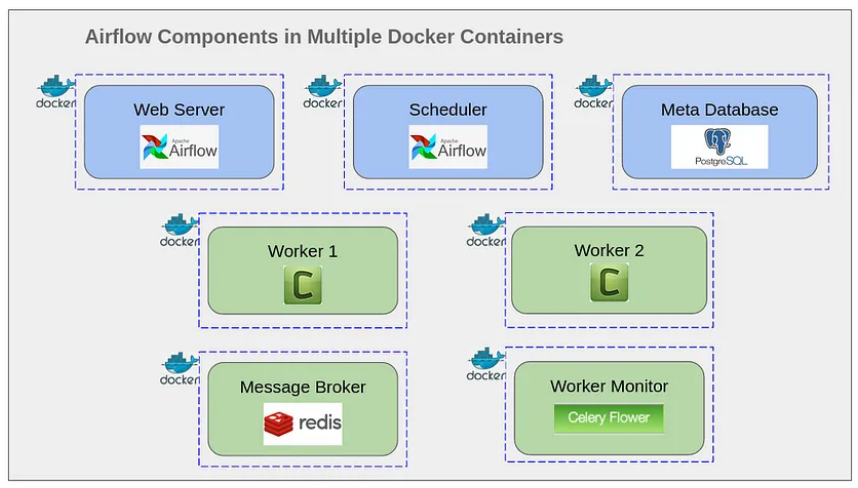 Airflow Components in Multiple Docker Containers
docker
Web Server
Apache
Airflow
docker
Scheduler
Apache
Airflow
docker
Meta Database
PostgreSQL
docker
Worker 1
C
docker
Worker 2
C
docker
Message Broker
redis
docker
Worker Monitor
Celery Flower